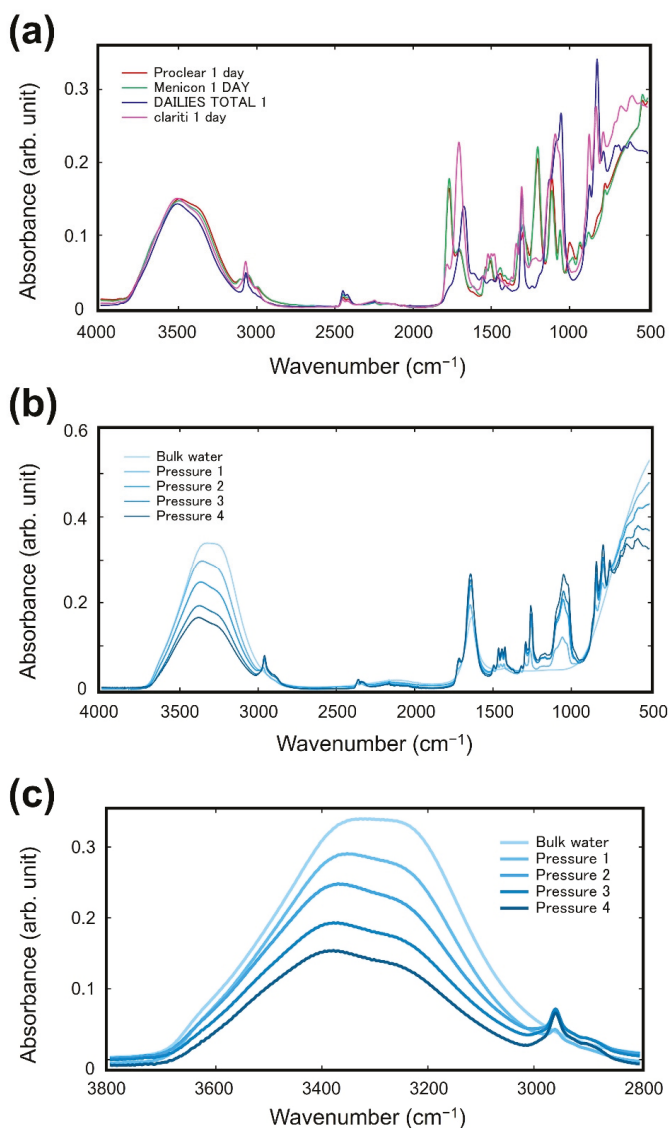 (a)
Absorbance (arb. unit)
0.3
0.2
0.1
0
Proclear 1 day
Menicon 1 DAY
DAILIES TOTAL 1
clariti 1 day
4000 3500 3000 2500 2000 1500 1000 500
Wavenumber (cm⁻¹)
(b)
Absorbance (arb. unit)
0.6
0.4
0.2
0
Bulk water
Pressure 1
Pressure 2
Pressure 3
Pressure 4
4000 3500 3000 2500 2000 1500 1000 500
Wavenumber (cm⁻¹)
(c)
Absorbance (arb. unit)
0.3
0.2
0.1
0
Bulk water
Pressure 1
Pressure 2
Pressure 3
Pressure 4
3800 3600 3400 3200 3000 2800
Wavenumber (cm⁻¹)